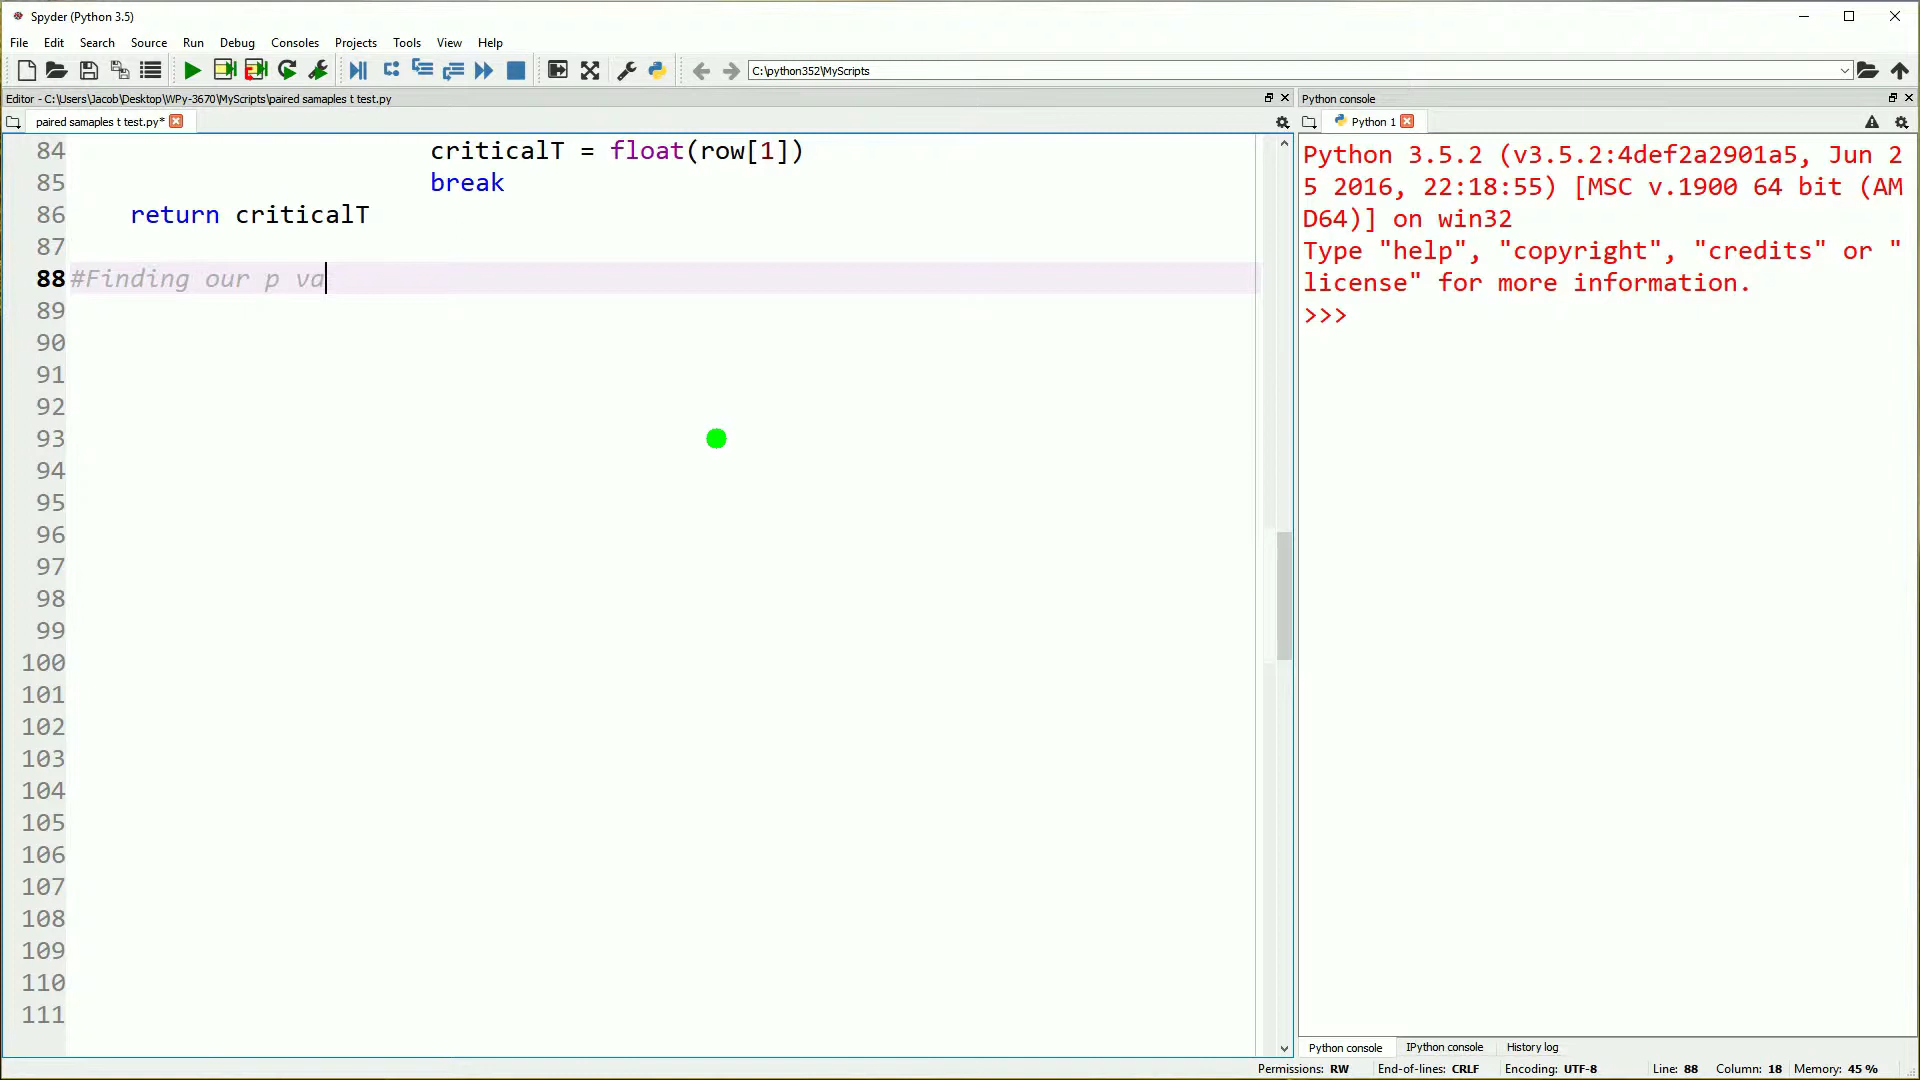 Spyder (Python 3.5)
File Edit Search Source Run Debug Consoles Projects Tools View Help
C:\python352\MyScripts
Editor - C:\Users\Jacob\Desktop\WPy-3670\MyScripts\paired samaples t test.py
Python console
paired samaples t test.py*
Python 1
84 criticalT = float(row[1])
85 break
86 return criticalT
87
88 #Finding our p va
89
90
91
92
93
94
95
96
97
98
99
100
101
102
103
104
105
106
107
108
109
110
111
Python 3.5.2 (v3.5.2:4def2a2901a5, Jun 2
5 2016, 22:18:55) [MSC v.1900 64 bit (AM
D64)] on win32
Type "help", "copyright", "credits" or "
license" for more information.
>>>
Python console IPython console History log
Permissions: RW End-of-lines: CRLF Encoding: UTF-8 Line: 88 Column: 18 Memory: 45 %